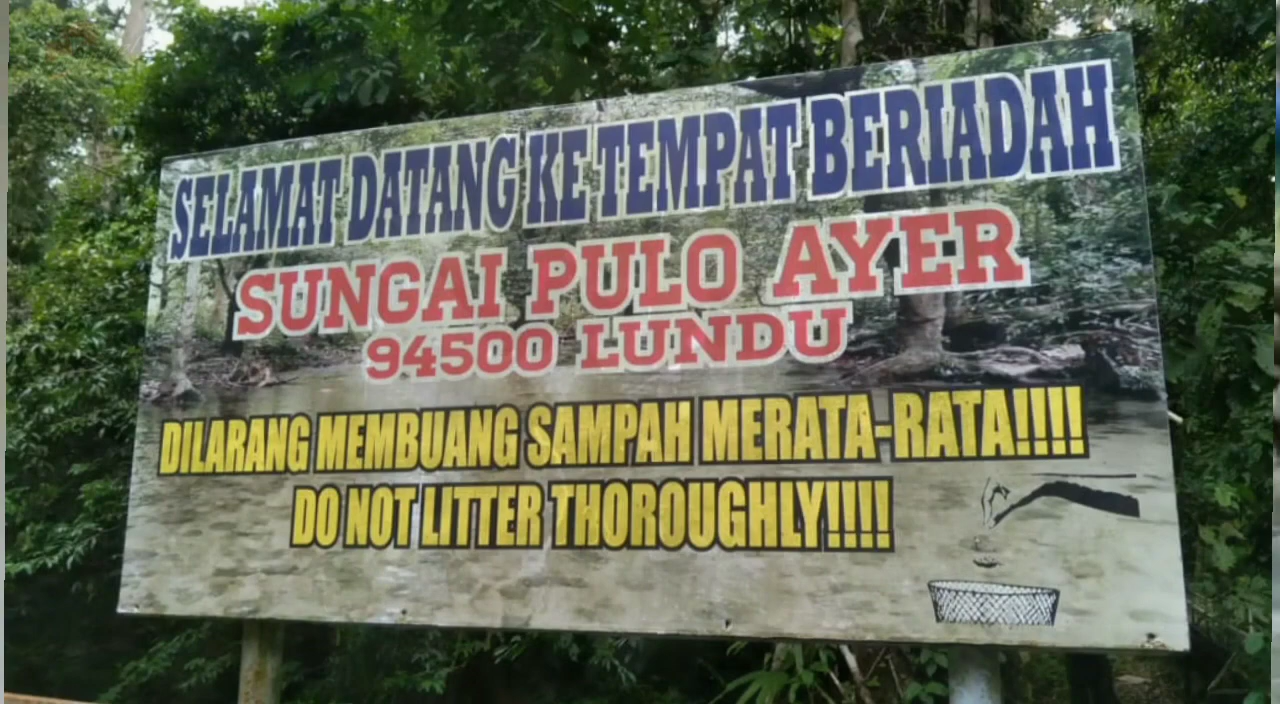 SELAMAT DATANG KE TEMPAT BERIADAH
SUNGAI PULO AYER
94500 LUNDU
DILARANG MEMBUANG SAMPAH MERATA-RATA!!!!
DO NOT LITTER THOROUGHLY!!!!